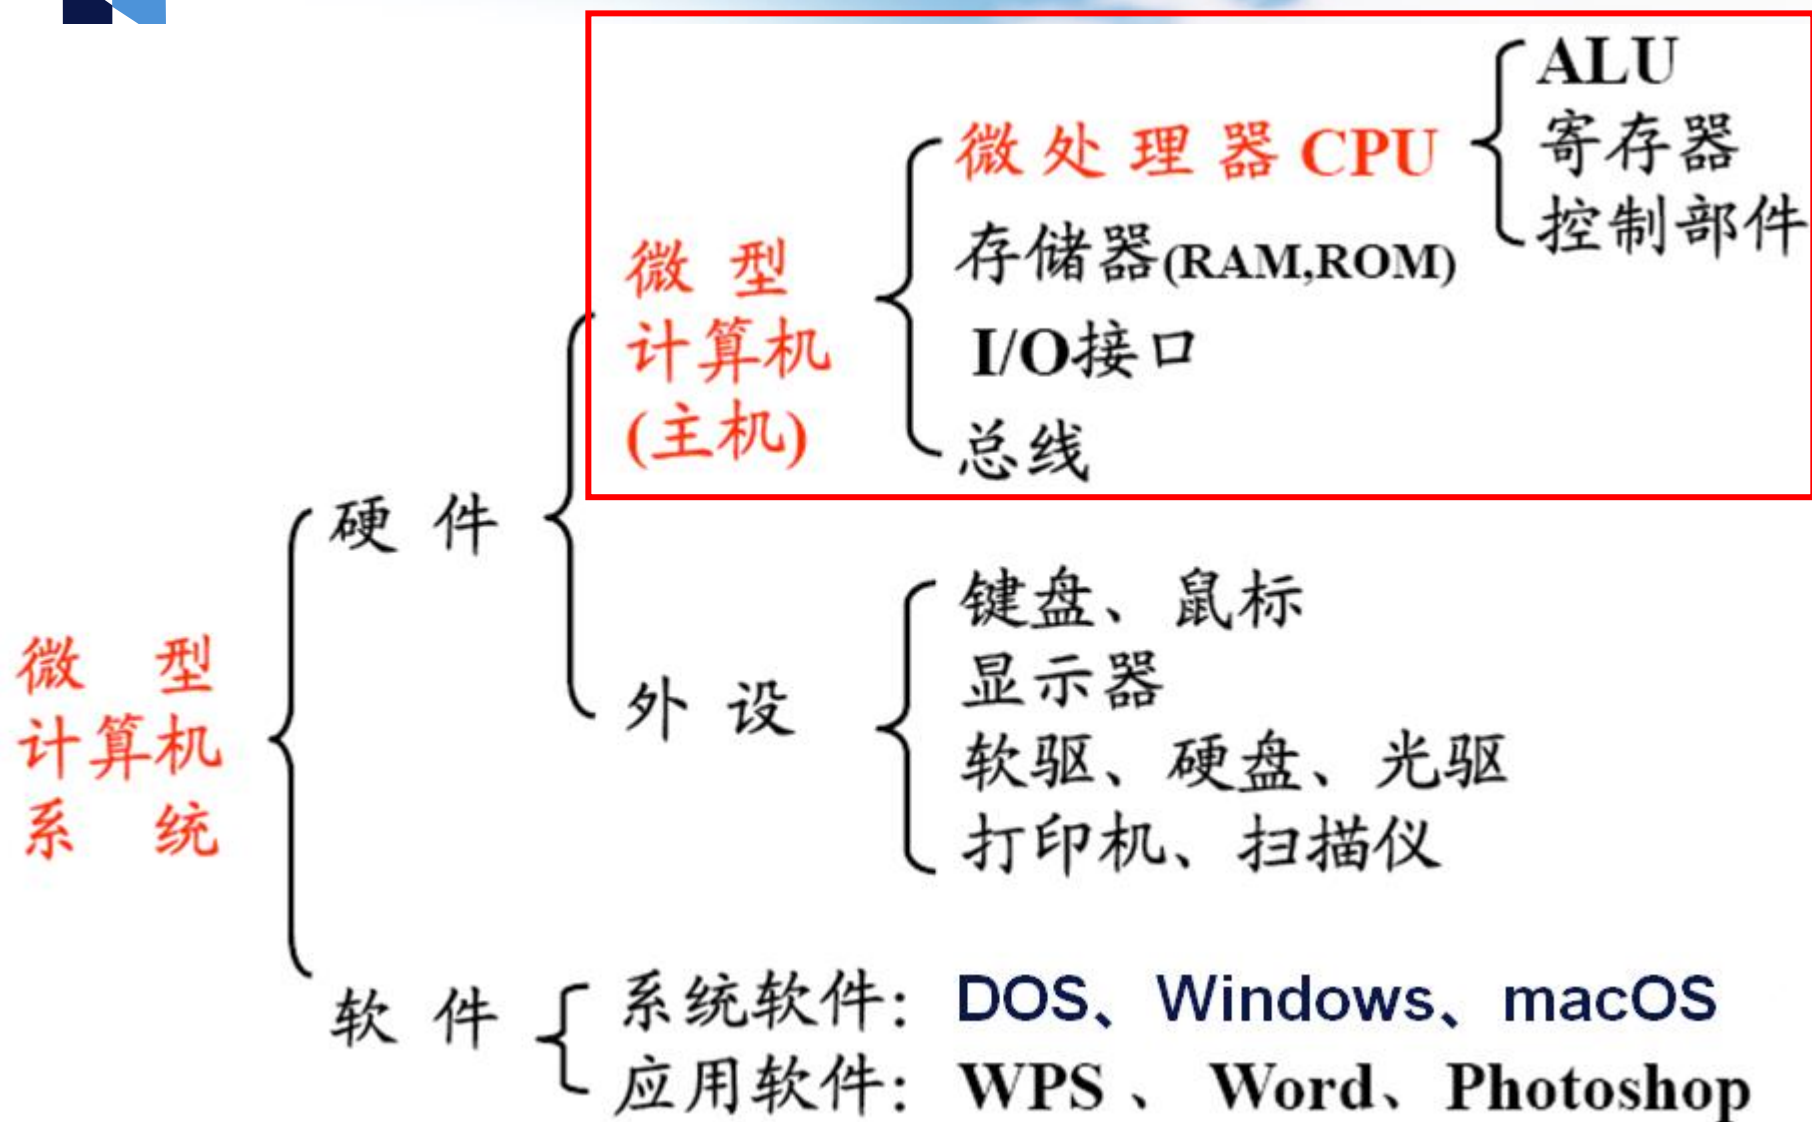 微型计算机系统
硬件
微型计算机(主机)
微处理器CPU
ALU
寄存器
控制部件
存储器(RAM,ROM)
I/O接口
总线
外设
键盘、鼠标
显示器
软驱、硬盘、光驱
打印机、扫描仪
软件
系统软件：DOS、Windows、macOS
应用软件：WPS、Word、Photoshop